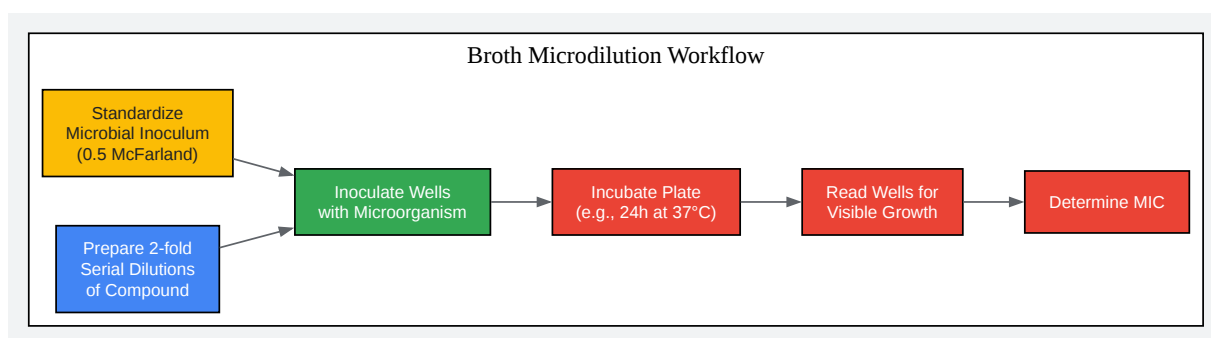 Broth Microdilution Workflow
Standardize
Microbial Inoculum
(0.5 McFarland)
Prepare 2-fold
Serial Dilutions
of Compound
Inoculate Wells
with Microorganism
Incubate Plate
(e.g., 24h at 37°C)
Read Wells for
Visible Growth
Determine MIC